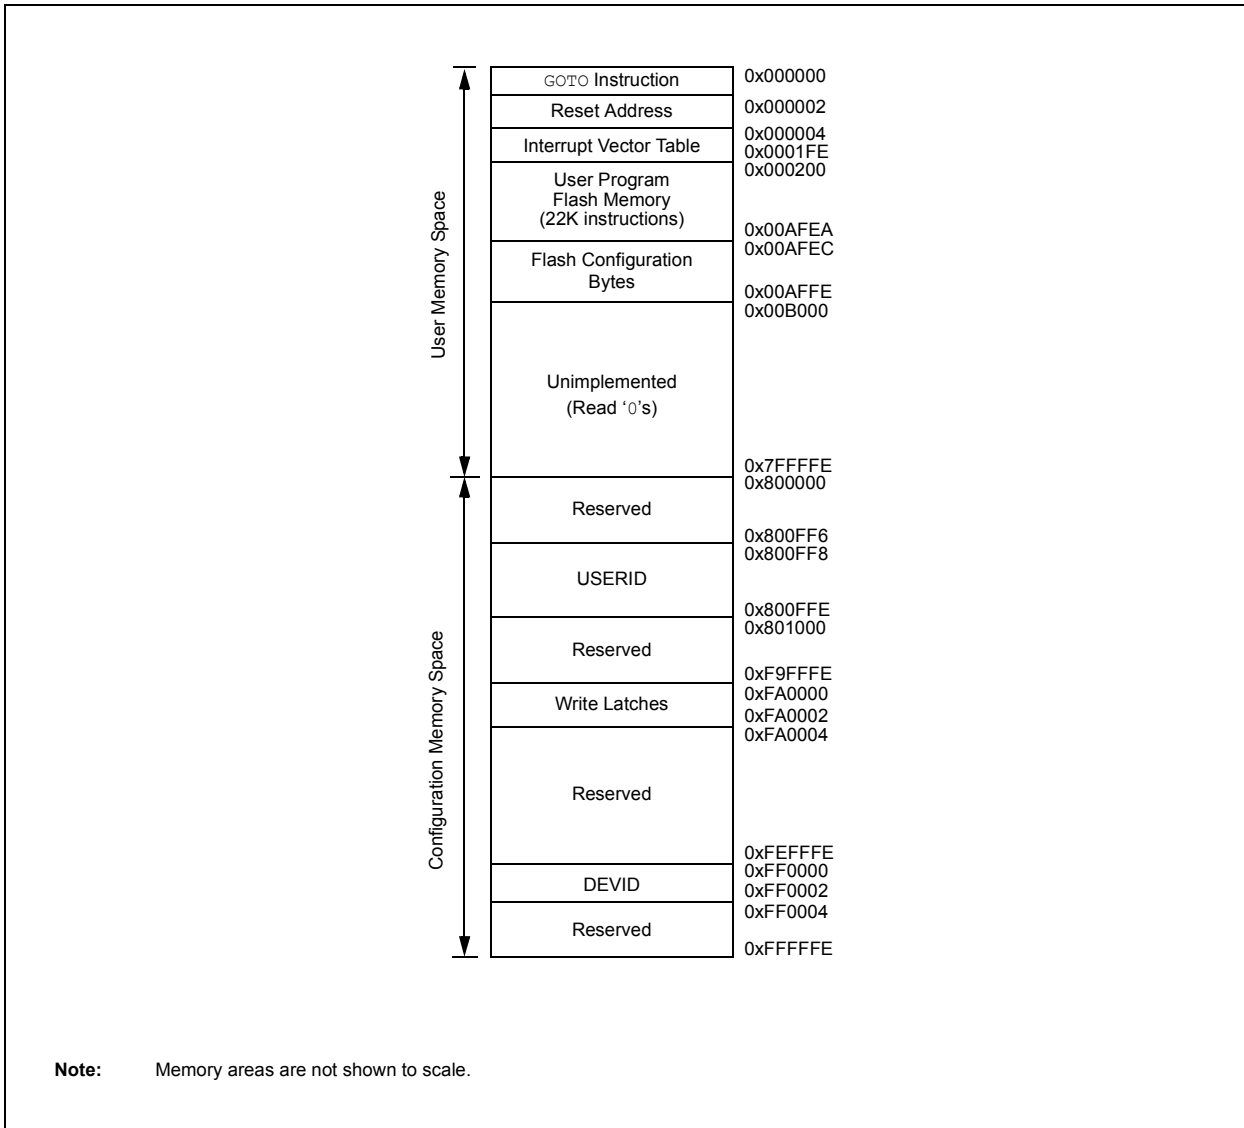 GOTO Instruction
0x000000
Reset Address
0x000002
Interrupt Vector Table
0x000004
0x0001FE
0x000200
User Program
Flash Memory
(22K instructions)
0x00AFEA
0x00AFEC
Flash Configuration
Bytes
0x00AFFE
0x00B000
User Memory Space
Unimplemented
(Read ‘0’s)
0x7FFFFE
0x800000
Reserved
0x800FF6
0x800FF8
USERID
0x800FFE
0x801000
Reserved
0xF9FFFE
0xFA0000
Write Latches
0xFA0002
0xFA0004
Configuration Memory Space
Reserved
0xFEFFFE
0xFF0000
DEVID
0xFF0002
0xFF0004
Reserved
0xFFFFFE
Note: Memory areas are not shown to scale.